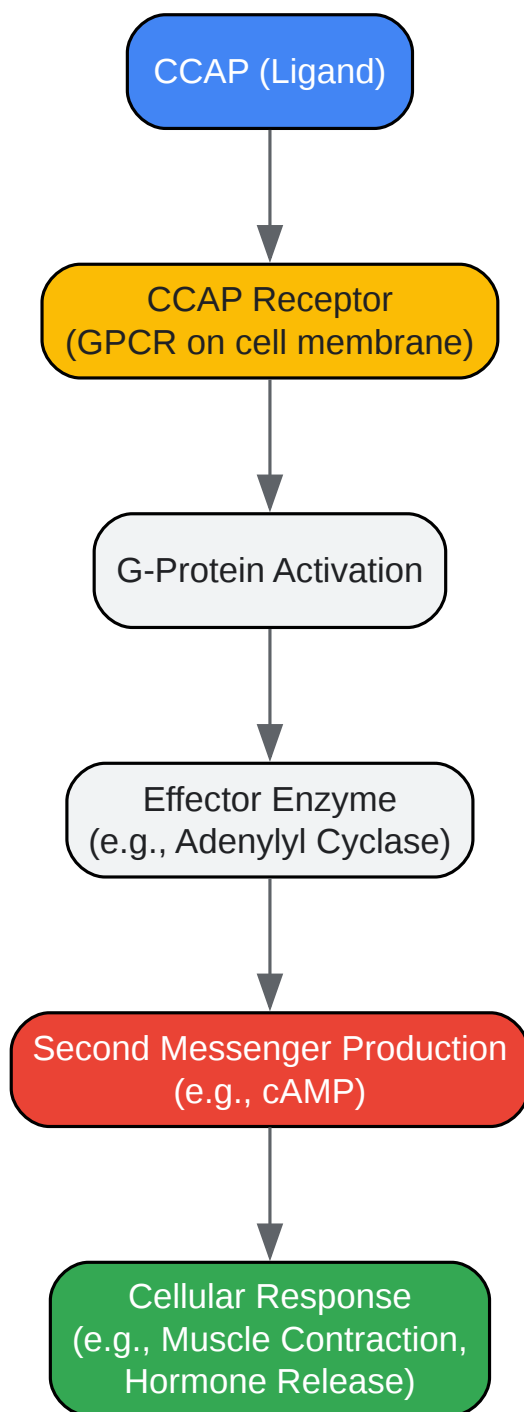 CCAP (Ligand)
CCAP Receptor
(GPCR on cell membrane)
G-Protein Activation
Effector Enzyme
(e.g., Adenylyl Cyclase)
Second Messenger Production
(e.g., cAMP)
Cellular Response
(e.g., Muscle Contraction,
Hormone Release)